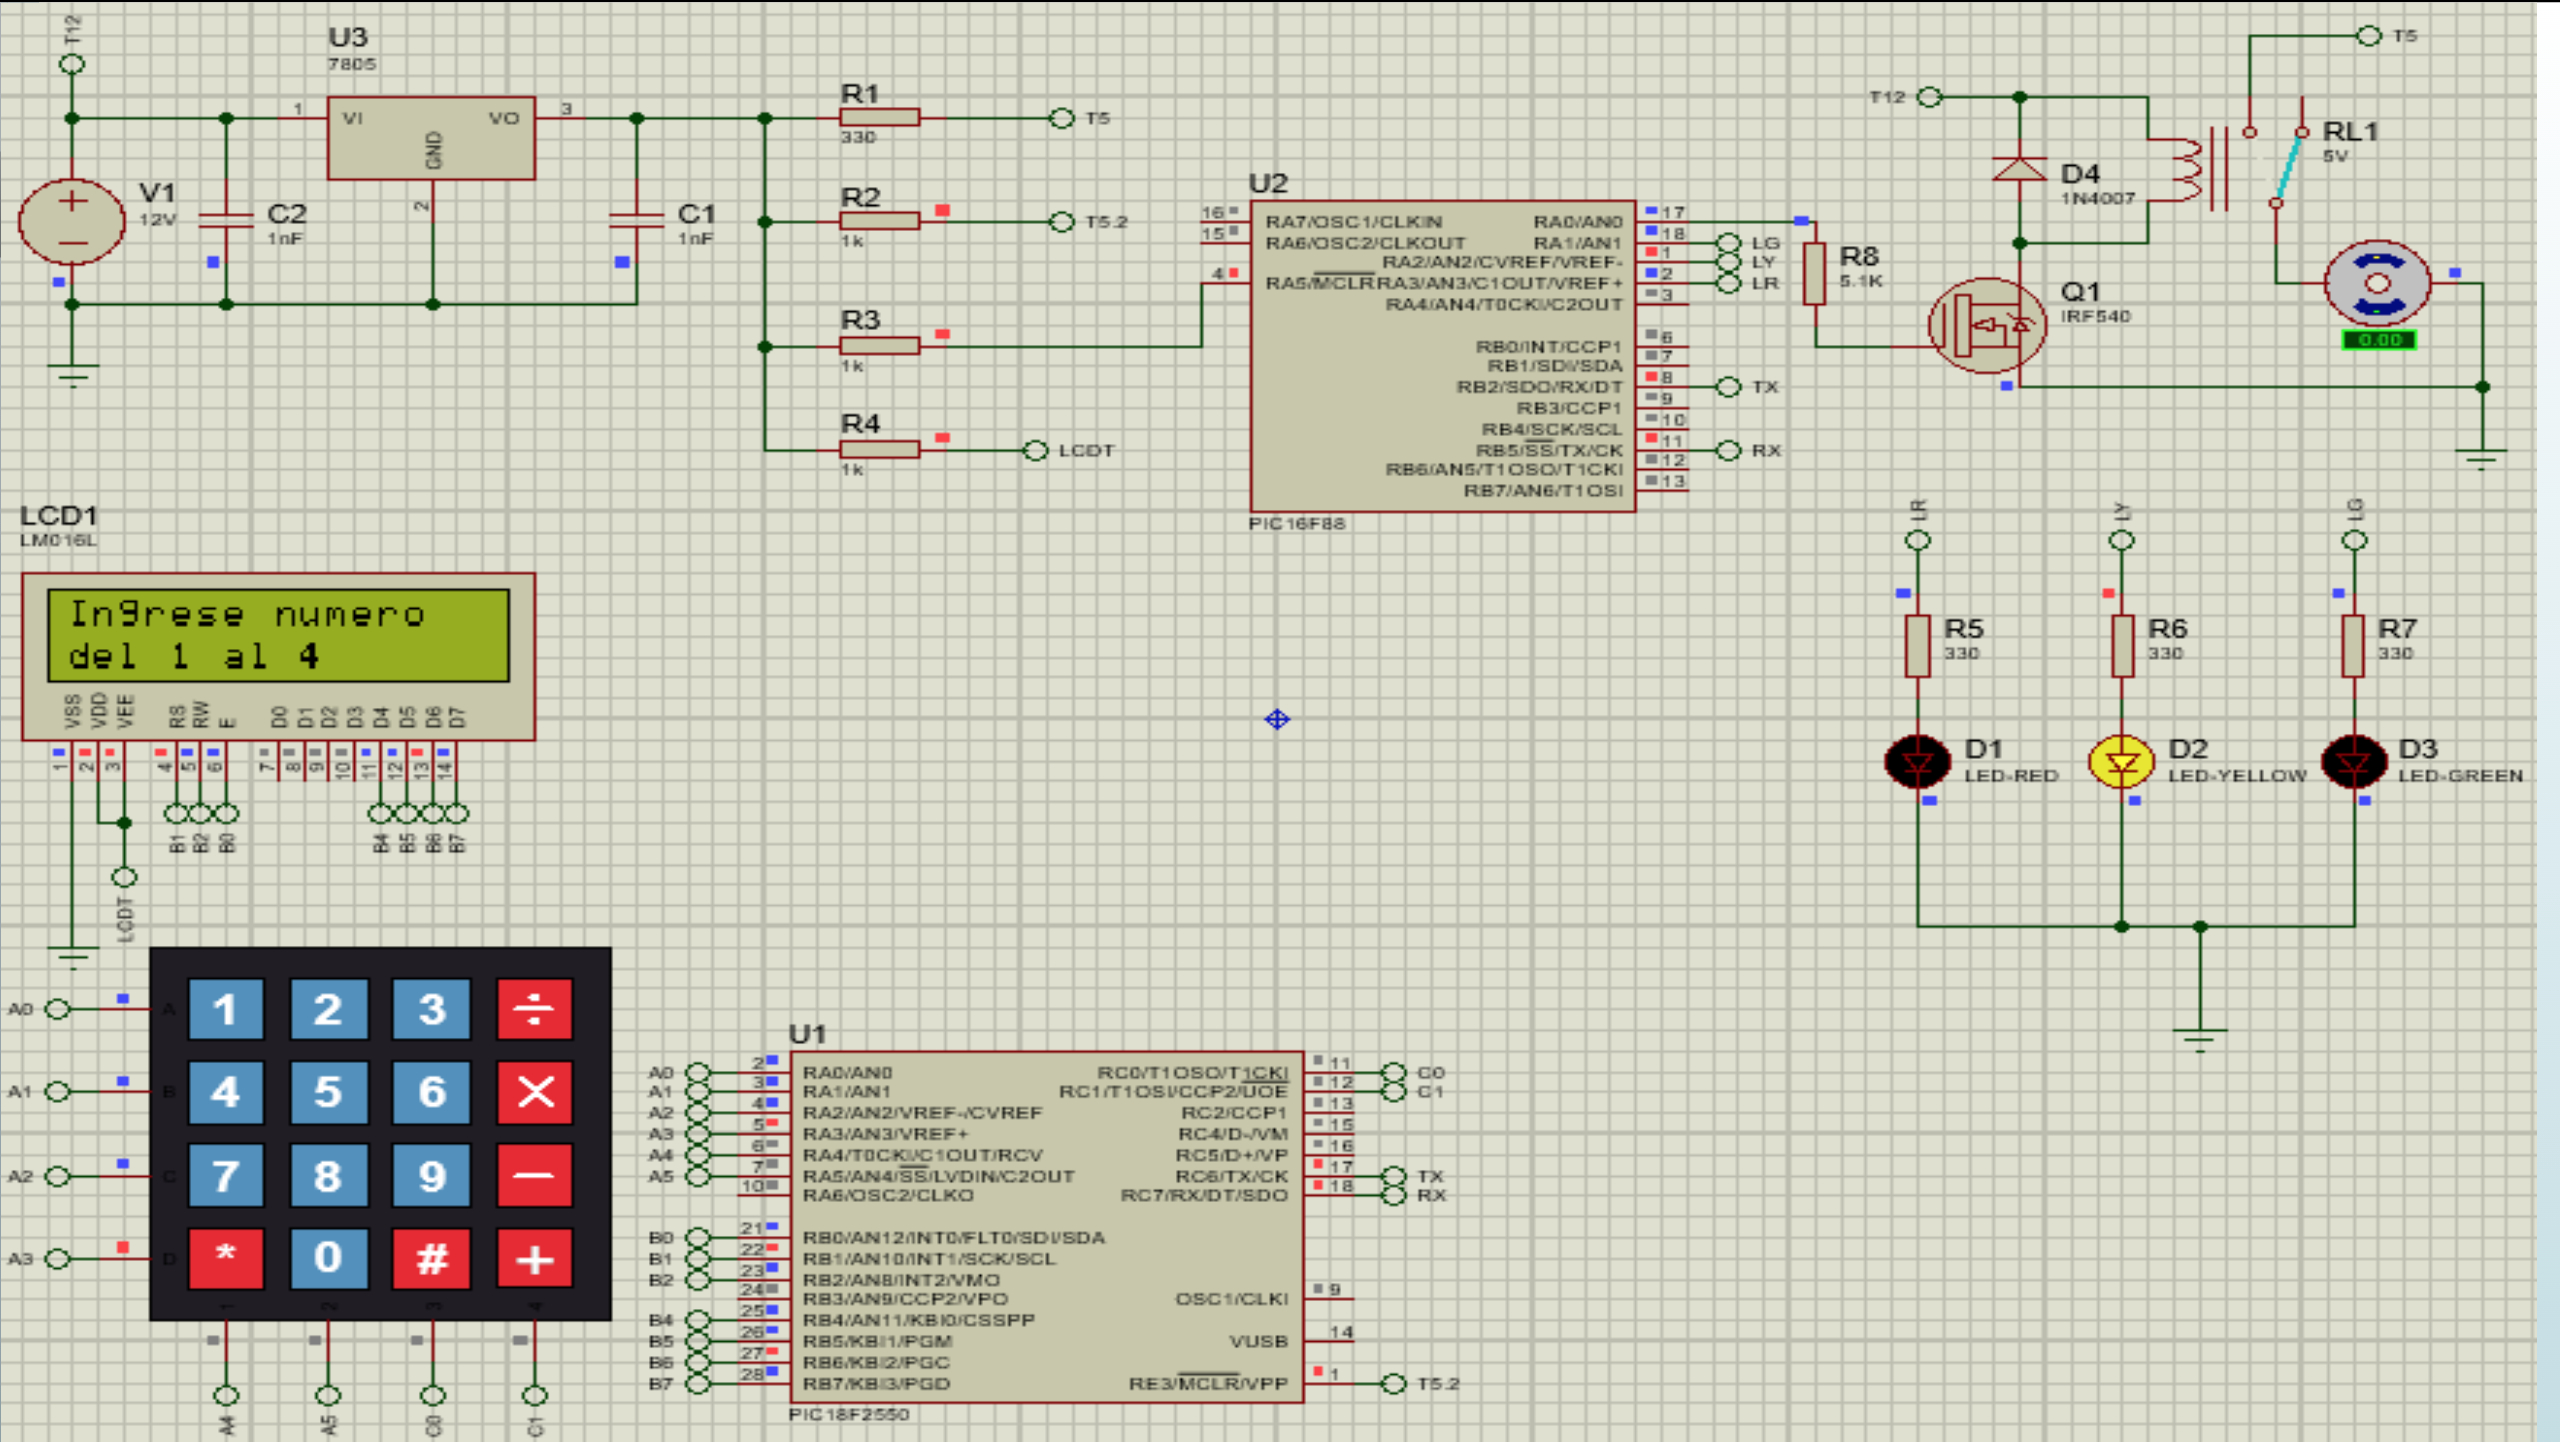 T12
U3
7805
1
VI
VO
3
GND
2
V1
12V
C2
1nF
C1
1nF
R1
330
T5
R2
1k
T5.2
R3
1k
R4
1k
LCDT
U2
16 RA7/OSC1/CLKIN
15 RA6/OSC2/CLKOUT
4 RA5/MCLR
RA0/AN0 17
RA1/AN1 18 LG
RA2/AN2/CVREF/VREF- 1 LY
RA3/AN3/C1OUT/VREF+ 2 LR
RA4/AN4/T0CKI/C2OUT 3
RB0/INT/CCP1 6
RB1/SDI/SDA 7
RB2/SDO/RX/DT 8 TX
RB3/CCP1 9
RB4/SCK/SCL 10
RB5/SS/TX/CK 11 RX
RB6/AN5/T1OSO/T1CKI 12
RB7/AN6/T1OSI 13
PIC16F88
R8
5.1K
T12
T5
D4
1N4007
RL1
5V
Q1
IRF540
0.00
LR
LY
LG
R5
330
R6
330
R7
330
D1
LED-RED
D2
LED-YELLOW
D3
LED-GREEN
LCD1
LM016L
Ingrese numero
del 1 al 4
VSS VDD VEE RS RW E D0 D1 D2 D3 D4 D5 D6 D7
1 2 3 4 5 6 7 8 9 10 11 12 13 14
B1 B2 B0 B4 B5 B6 B7
LCDT
A0 A 1 2 3 ÷
A1 B 4 5 6 ×
A2 C 7 8 9 −
A3 D * 0 # +
1 2 3 4
A4 A5 C0 C1
U1
A0 2 RA0/AN0
A1 3 RA1/AN1
A2 4 RA2/AN2/VREF-/CVREF
A3 5 RA3/AN3/VREF+
A4 6 RA4/T0CKI/C1OUT/RCV
A5 7 RA5/AN4/SS/LVDIN/C2OUT
10 RA6/OSC2/CLKO
B0 21 RB0/AN12/INT0/FLT0/SDI/SDA
B1 22 RB1/AN10/INT1/SCK/SCL
B2 23 RB2/AN8/INT2/VMO
24 RB3/AN9/CCP2/VPO
B4 25 RB4/AN11/KBI0/CSSPP
B5 26 RB5/KBI1/PGM
B6 27 RB6/KBI2/PGC
B7 28 RB7/KBI3/PGD
RC0/T1OSO/T1CKI 11 C0
RC1/T1OSI/CCP2/UOE 12 C1
RC2/CCP1 13
RC4/D-/VM 15
RC5/D+/VP 16
RC6/TX/CK 17 TX
RC7/RX/DT/SDO 18 RX
OSC1/CLKI 9
VUSB 14
RE3/MCLR/VPP 1 T5.2
PIC18F2550